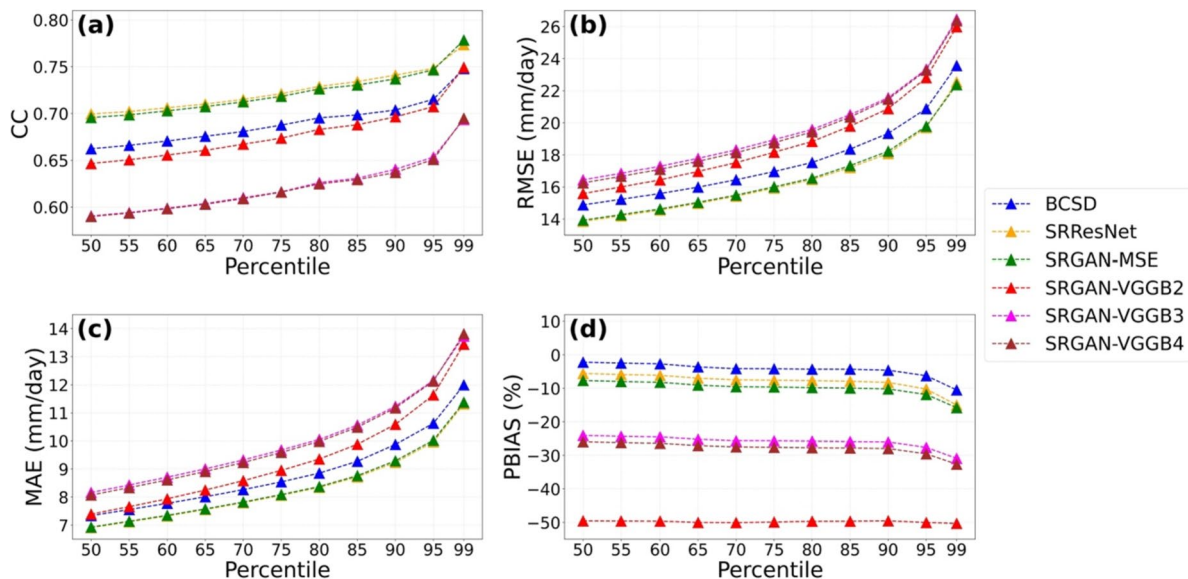 (a)
CC
0.80
0.75
0.70
0.65
0.60
50 55 60 65 70 75 80 85 90 95 99
Percentile
(b)
RMSE (mm/day)
26
24
22
20
18
16
14
50 55 60 65 70 75 80 85 90 95 99
Percentile
(c)
MAE (mm/day)
14
13
12
11
10
9
8
7
50 55 60 65 70 75 80 85 90 95 99
Percentile
(d)
PBIAS (%)
10
0
−10
−20
−30
−40
−50
50 55 60 65 70 75 80 85 90 95 99
Percentile
BCSD
SRResNet
SRGAN-MSE
SRGAN-VGGB2
SRGAN-VGGB3
SRGAN-VGGB4